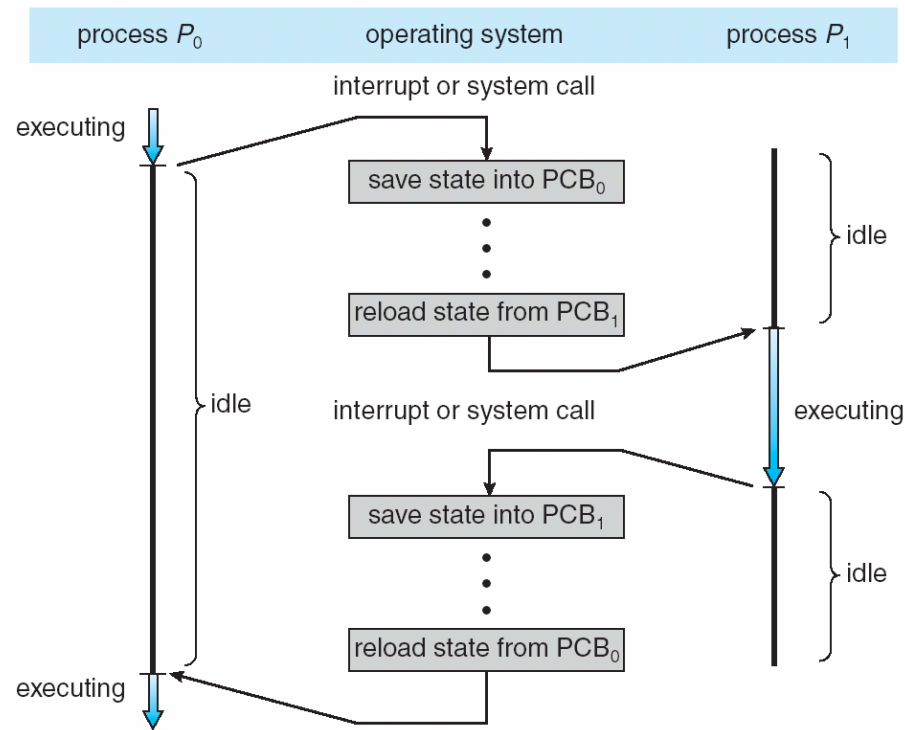 process P₀ operating system process P₁
interrupt or system call
executing
save state into PCB₀
idle
reload state from PCB₁
idle
interrupt or system call
executing
save state into PCB₁
idle
reload state from PCB₀
executing